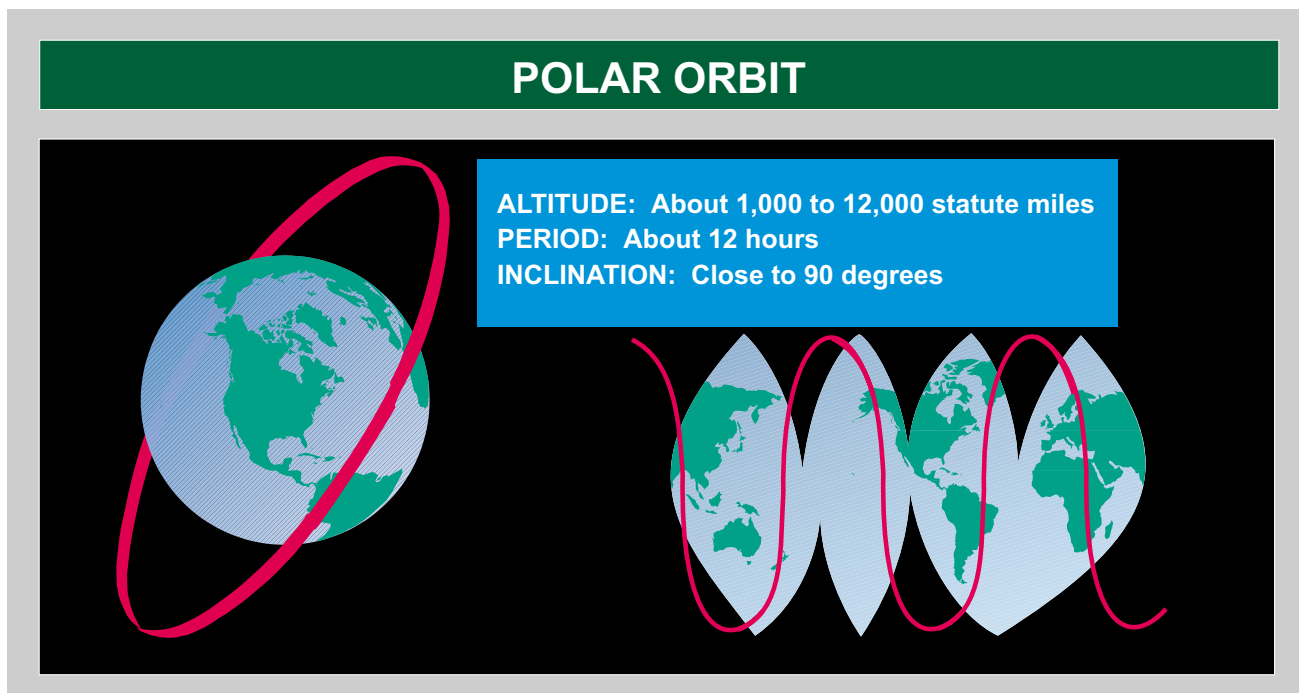 POLAR ORBIT
ALTITUDE: About 1,000 to 12,000 statute miles
PERIOD: About 12 hours
INCLINATION: Close to 90 degrees